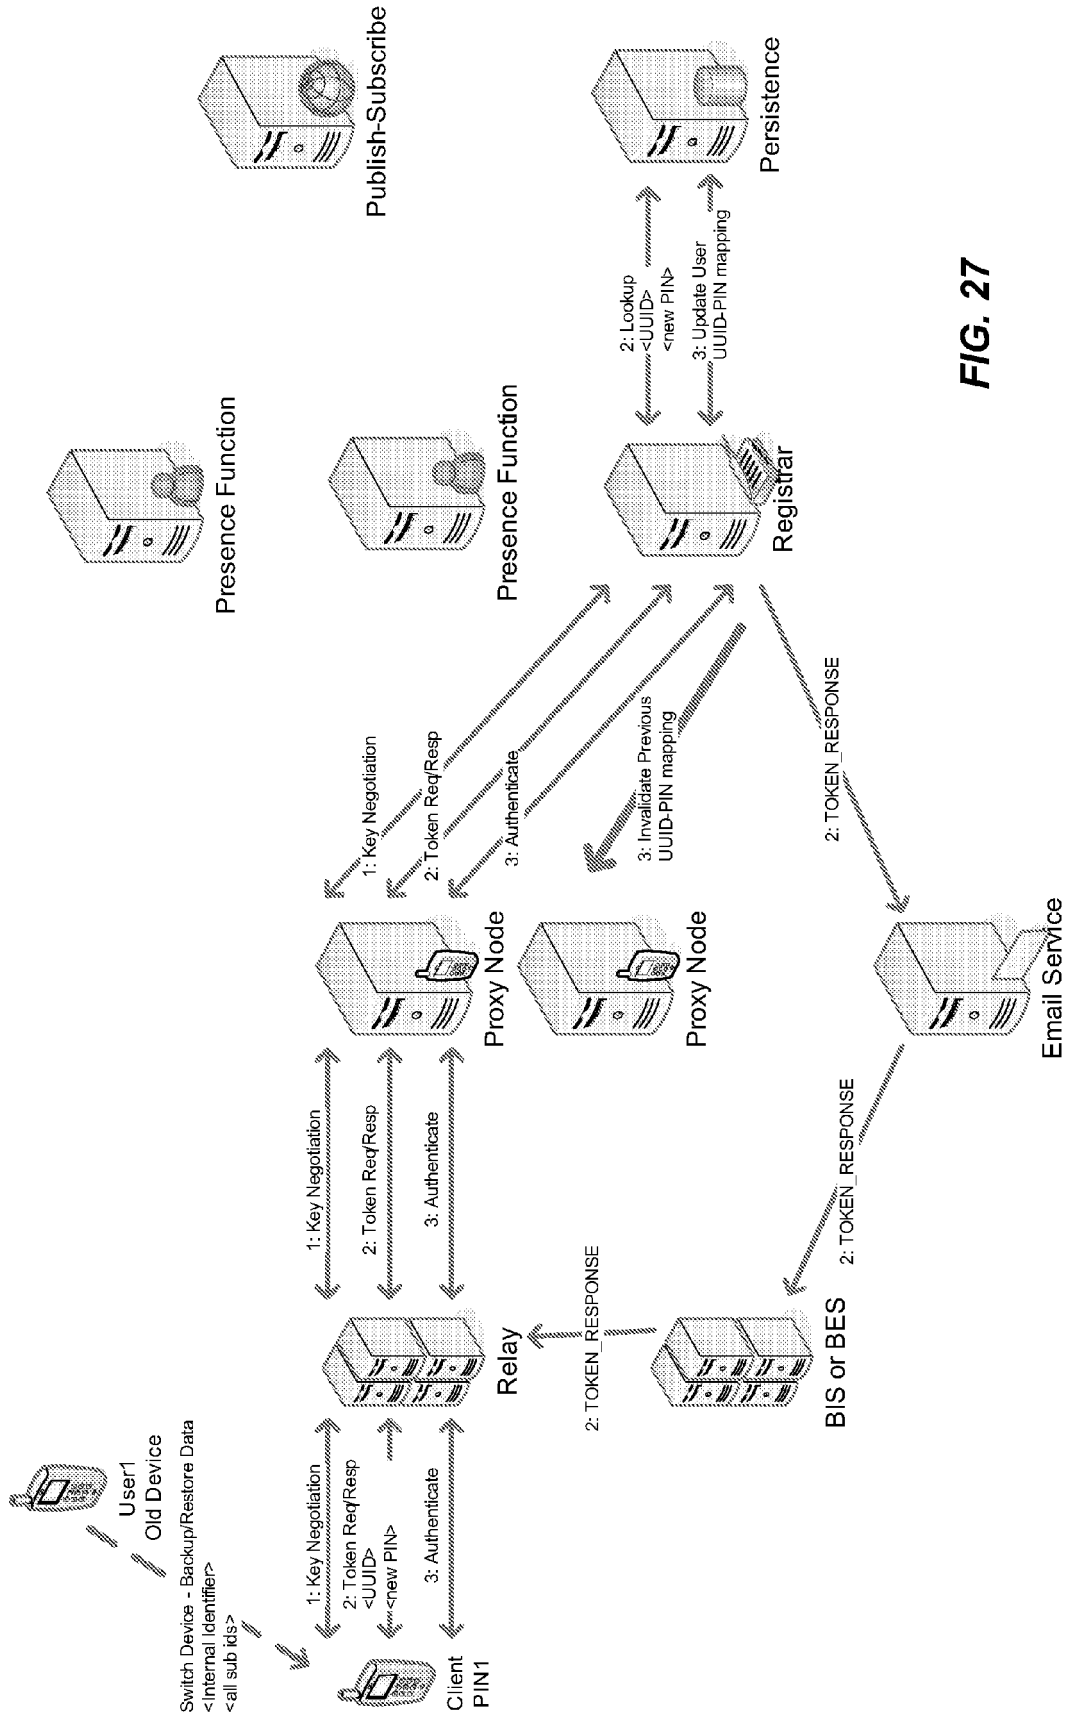 User1
Old Device
Switch Device - Backup/Restore Data
<Internal Identifier>
<all sub ids>
Client
PIN1
1: Key Negotiation
2: Token Req/Resp
<UUID>
<new PIN>
3: Authenticate
Relay
1: Key Negotiation
2: Token Req/Resp
3: Authenticate
Proxy Node
Proxy Node
1: Key Negotiation
2: Token Req/Resp
3: Authenticate
3: Invalidate Previous
UUID-PIN mapping
Presence Function
Presence Function
Registrar
2: Lookup
<UUID>
<new PIN>
3: Update User
UUID-PIN mapping
Publish-Subscribe
Persistence
2: TOKEN_RESPONSE
Email Service
2: TOKEN_RESPONSE
BIS or BES
2: TOKEN_RESPONSE
FIG. 27